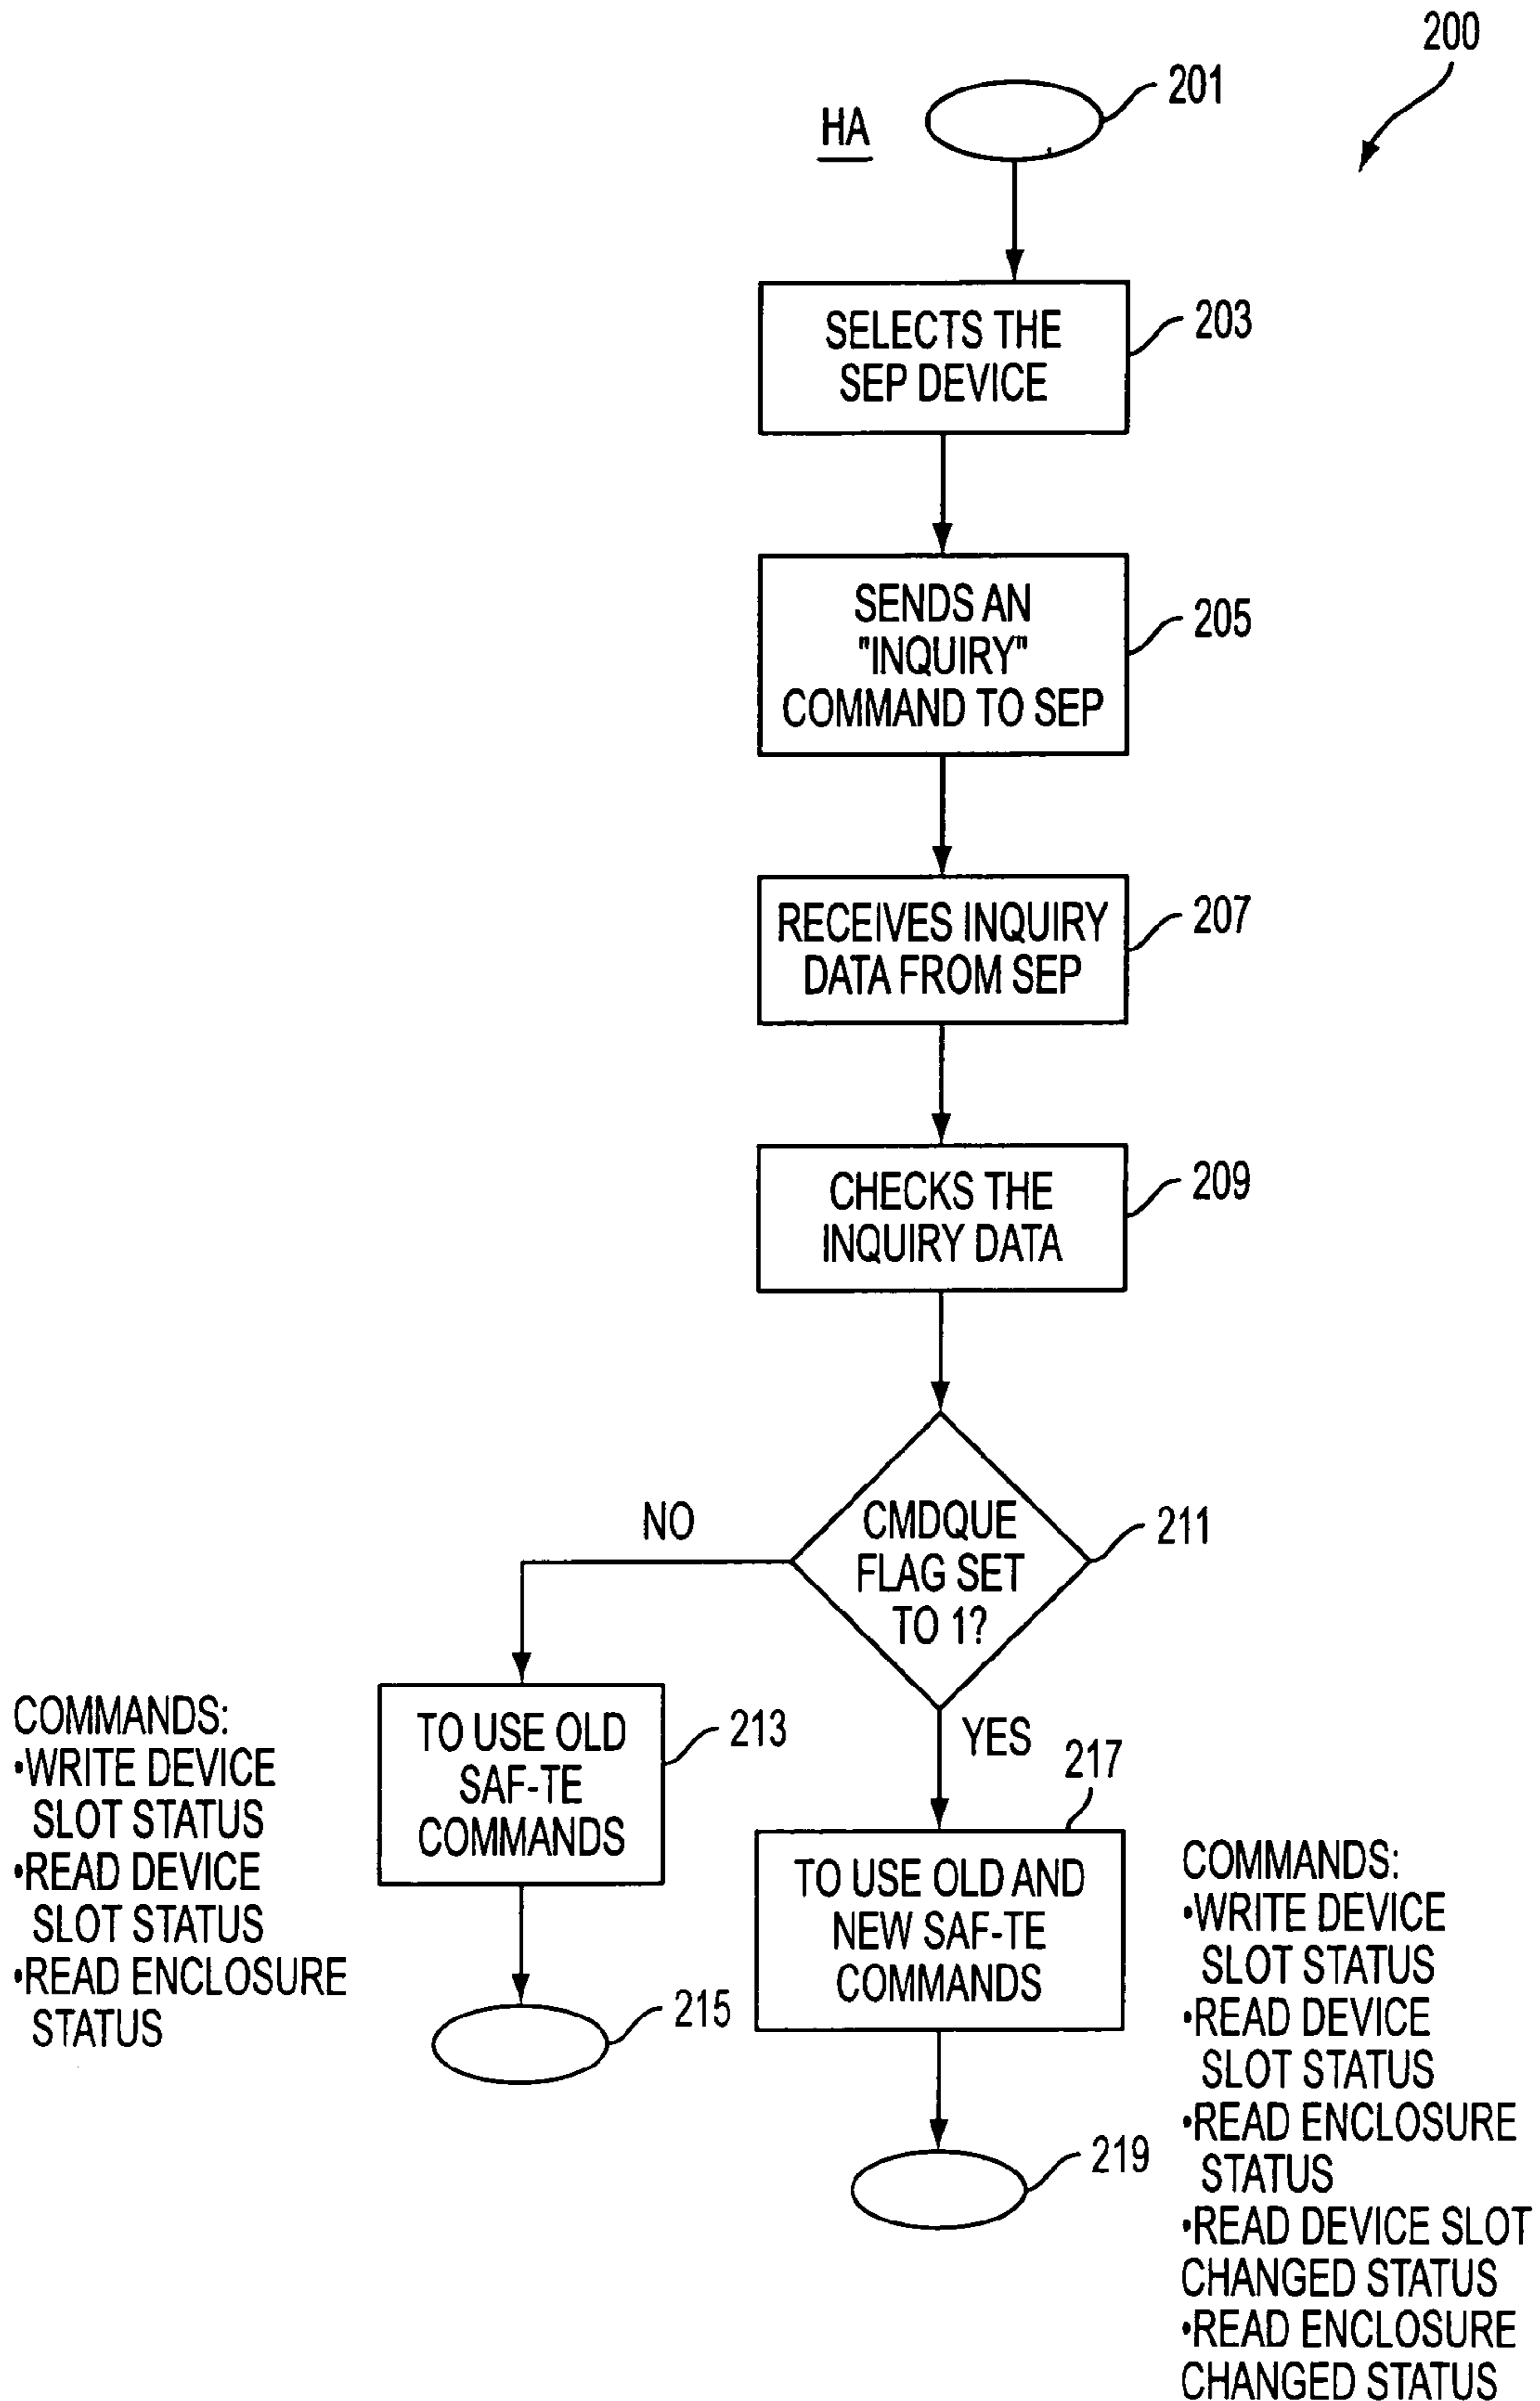 200
201
HA
SELECTS THE
SEP DEVICE
203
SENDS AN
"INQUIRY"
COMMAND TO SEP
205
RECEIVES INQUIRY
DATA FROM SEP
207
CHECKS THE
INQUIRY DATA
209
CMDQUE
FLAG SET
TO 1?
211
NO
YES
TO USE OLD
SAF-TE
COMMANDS
213
COMMANDS:
•WRITE DEVICE
SLOT STATUS
•READ DEVICE
SLOT STATUS
•READ ENCLOSURE
STATUS
215
217
TO USE OLD AND
NEW SAF-TE
COMMANDS
COMMANDS:
•WRITE DEVICE
SLOT STATUS
•READ DEVICE
SLOT STATUS
•READ ENCLOSURE
STATUS
•READ DEVICE SLOT
CHANGED STATUS
•READ ENCLOSURE
CHANGED STATUS
219